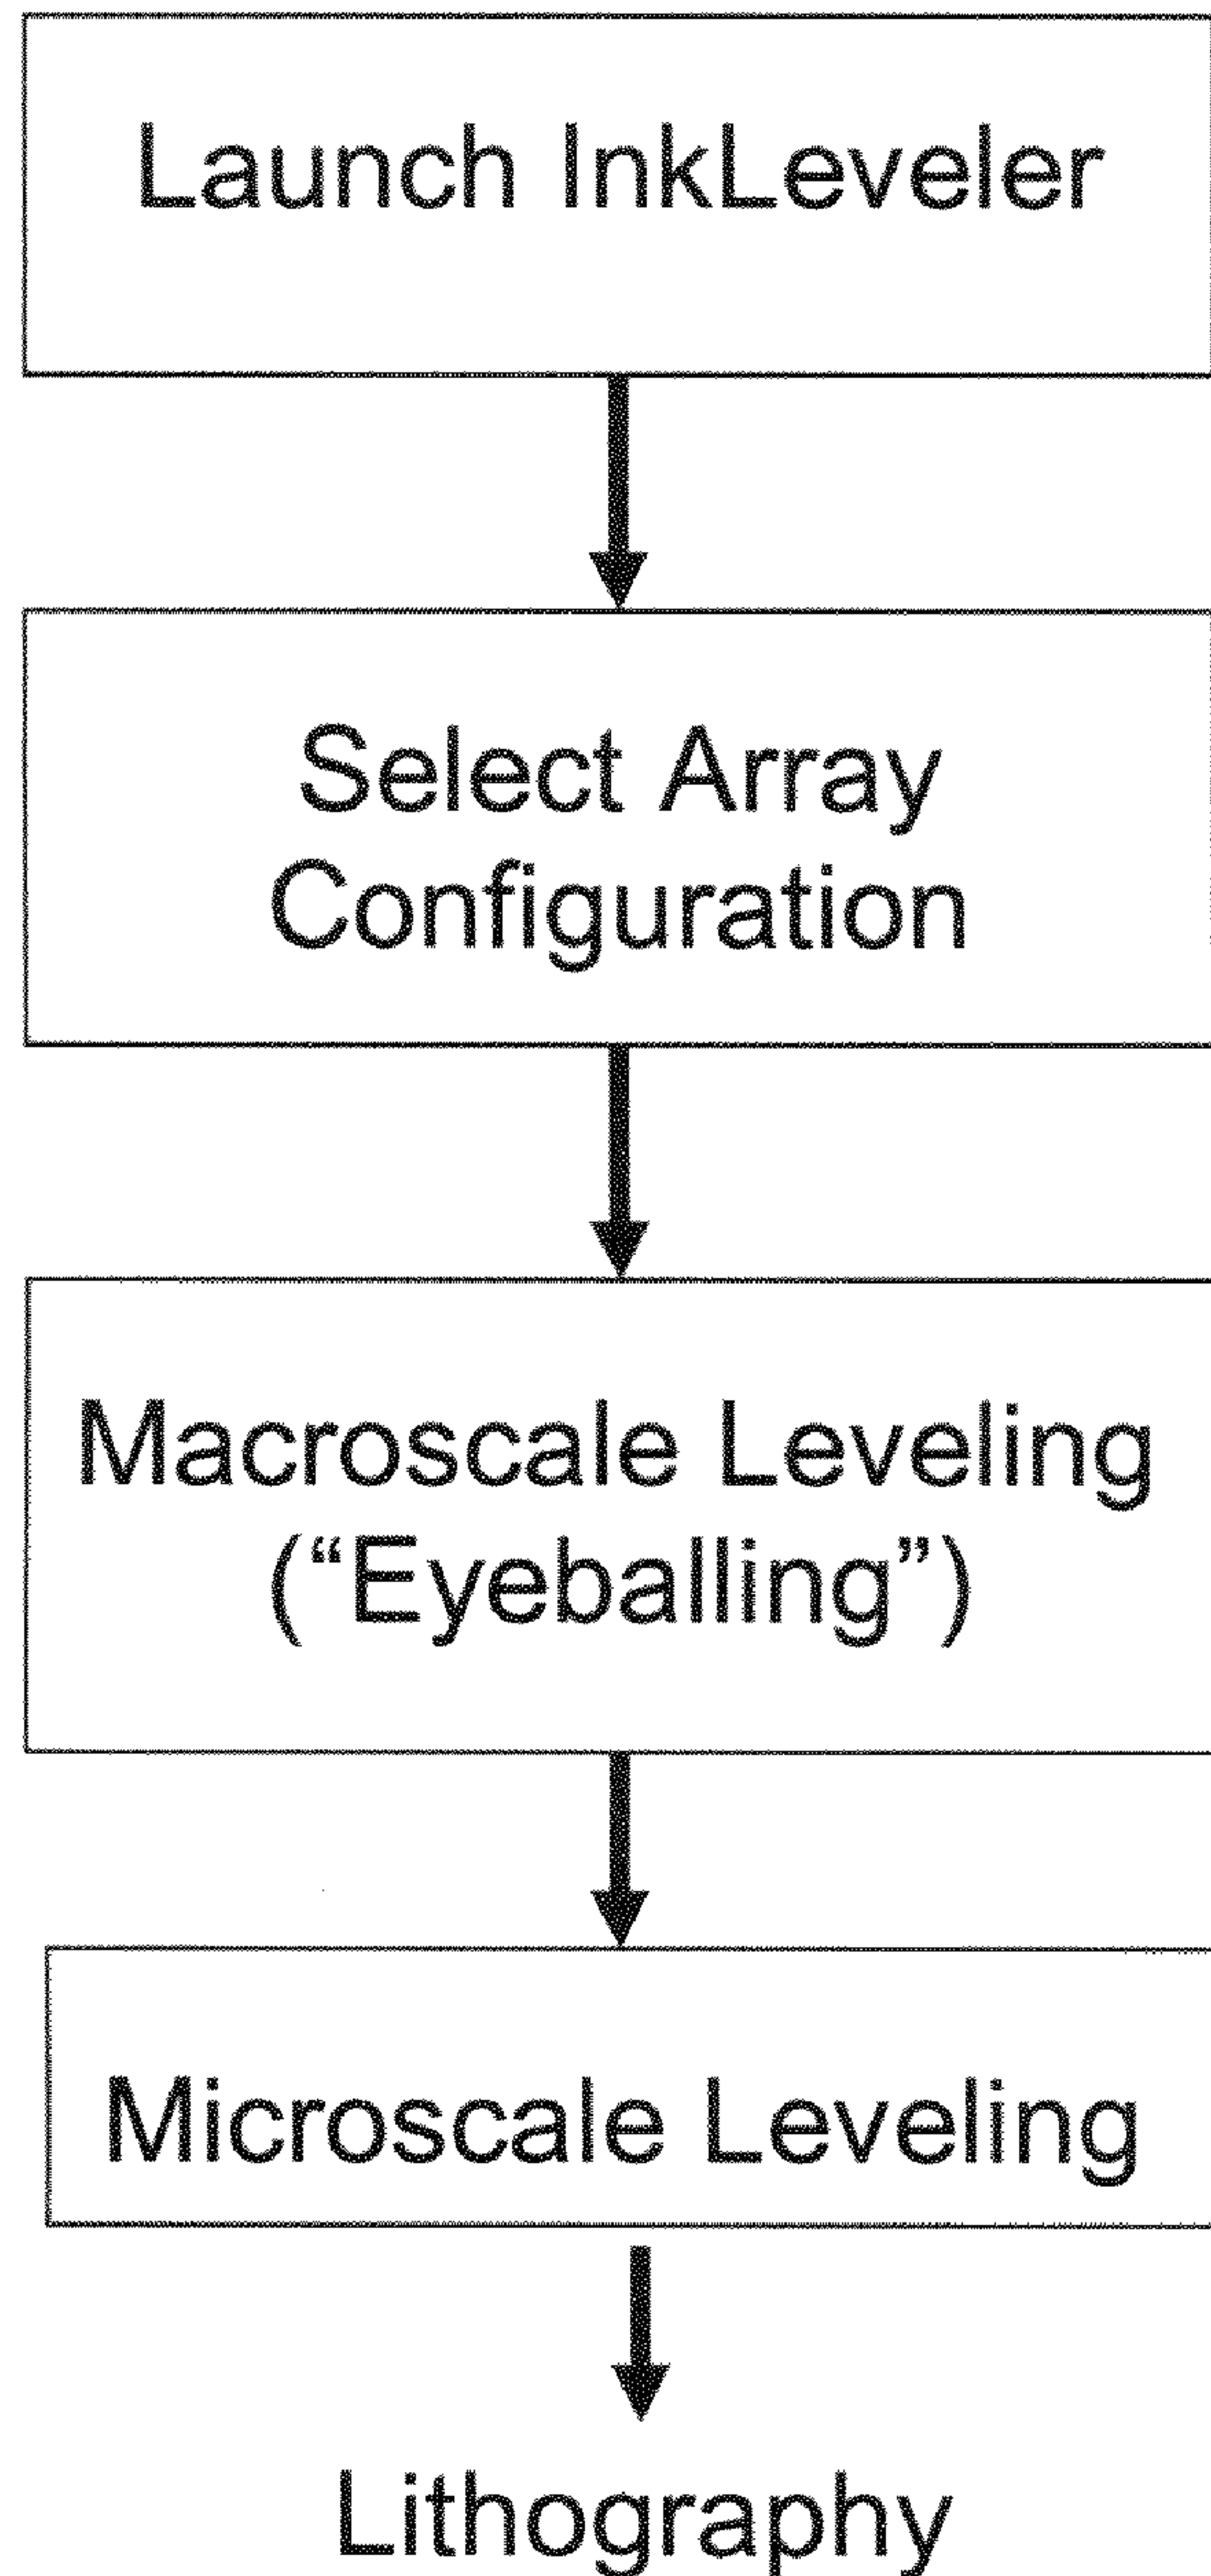 Launch InkLeveler
Select Array
Configuration
Macroscale Leveling
(“Eyeballing”)
Microscale Leveling
Lithography